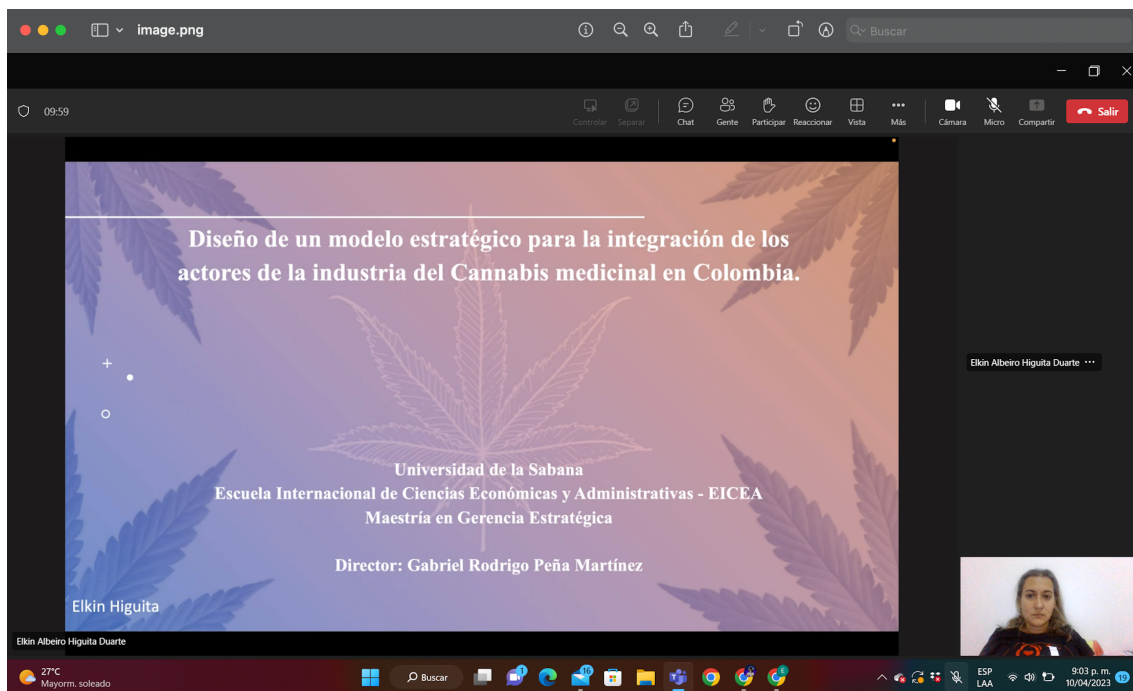 image.png
Buscar
09:59
Controlar
Separar
Chat
Gente
Participar
Reaccionar
Vista
Más
Cámara
Micro
Compartir
Salir
Diseño de un modelo estratégico para la integración de los
actores de la industria del Cannabis medicinal en Colombia.
Elkin Albeiro Higuita Duarte
Universidad de la Sabana
Escuela Internacional de Ciencias Económicas y Administrativas - EICEA
Maestría en Gerencia Estratégica
Director: Gabriel Rodrigo Peña Martínez
Elkin Higuita
Elkin Albeiro Higuita Duarte
27°C
Mayorm. soleado
Buscar
1
16
ESP
LAA
9:03 p. m.
10/04/2023
19